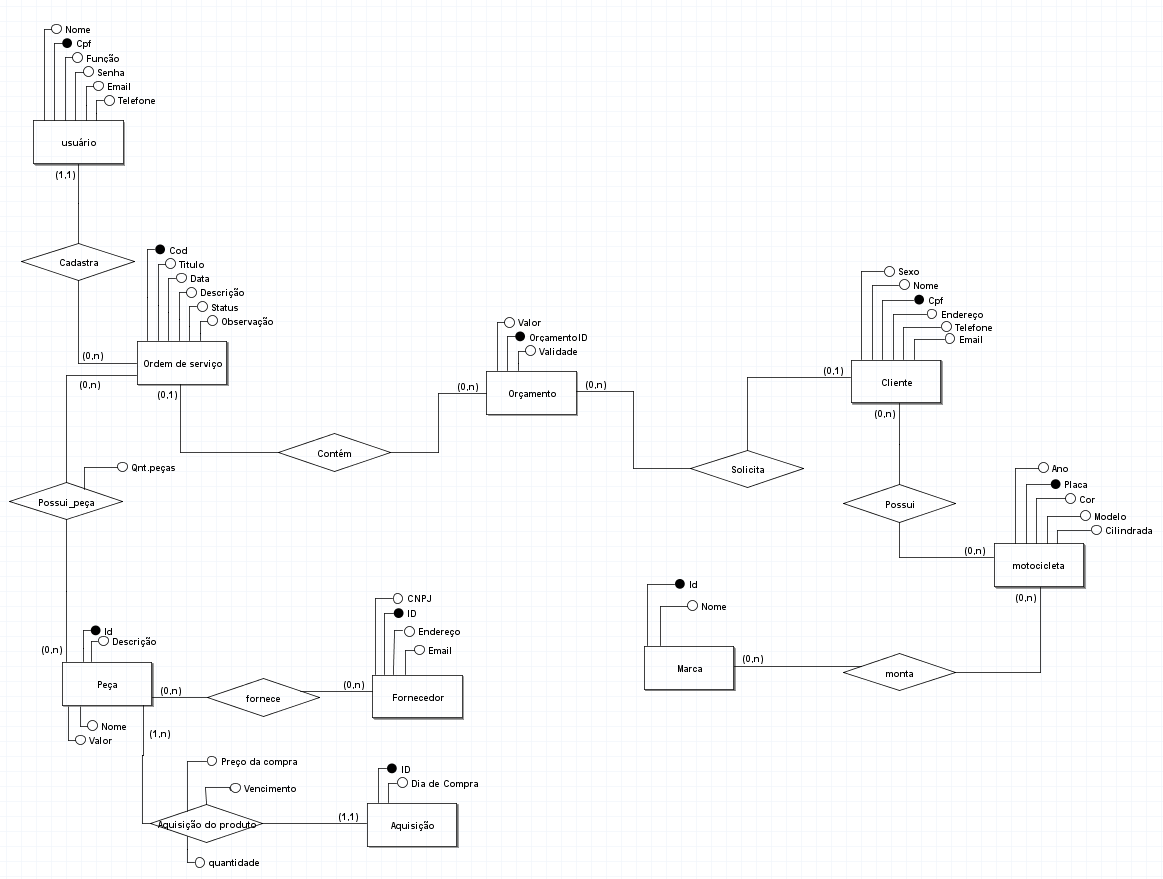 Nome
Cpf
Função
Senha
Email
Telefone
usuário
(1,1)
Cadastra
Cod
Titulo
Data
Descrição
Status
Observação
(0,n)
Ordem de serviço
(0,n)
(0,1)
Valor
OrçamentoID
Validade
(0,n)
Orçamento
(0,n)
Contém
Sexo
Nome
Cpf
Endereço
Telefone
Email
(0,1)
Cliente
(0,n)
Solicita
Qnt.peças
Possui_peça
Possui
Ano
Placa
Cor
Modelo
Cilindrada
(0,n)
motocicleta
(0,n)
Id
Nome
Marca
(0,n)
monta
Id
Descrição
(0,n)
Peça
(0,n)
Nome
Valor
(1,n)
fornece
CNPJ
ID
Endereço
Email
(0,n)
Fornecedor
Preço da compra
Vencimento
Aquisição do produto
quantidade
ID
Dia de Compra
(1,1)
Aquisição